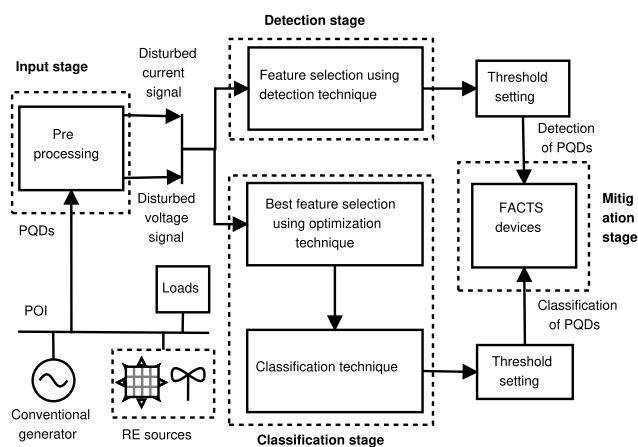 Detection stage
Input stage
Disturbed
current
signal
Feature selection using
detection technique
Threshold
setting
Pre
processing
Detection
of PQDs
Disturbed
voltage
signal
Best feature selection
using optimization
technique
FACTS
devices
Mitig
ation
stage
PQDs
Loads
POI
Classification
of PQDs
Classification technique
Threshold
setting
Conventional
generator
RE sources
Classification stage